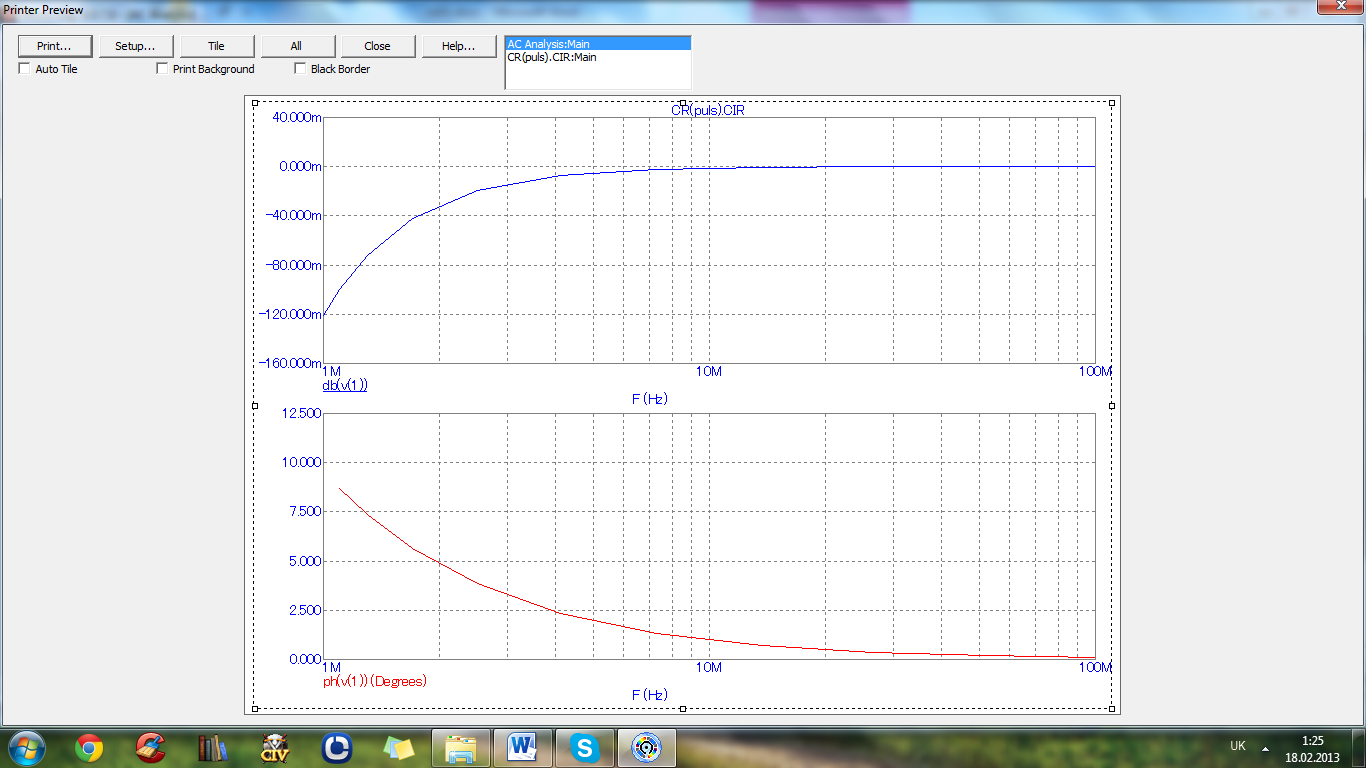 Printer Preview
Print... Setup... Tile All Close Help...
Auto Tile Print Background Black Border
AC Analysis:Main
CR(puls).CIR:Main
CR(puls).CIR
40.000m
0.000m
-40.000m
-80.000m
-120.000m
-160.000m
1M 10M 100M
db(v(1))
F (Hz)
12.500
10.000
7.500
5.000
2.500
0.000
1M 10M 100M
ph(v(1)) (Degrees)
F (Hz)
CIV
W
S
UK
1:25
18.02.2013